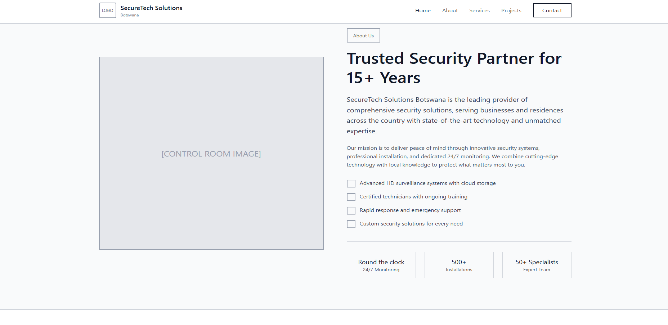 LOGO
SecureTech Solutions
Botswana
Home
About
Services
Projects
Contact
About Us
Trusted Security Partner for
15+ Years
SecureTech Solutions Botswana is the leading provider of
comprehensive security solutions, serving businesses and residences
across the country with state-of-the-art technology and unmatched
expertise.
Our mission is to deliver peace of mind through innovative security systems,
professional installation, and dedicated 24/7 monitoring. We combine cutting-edge
technology with local knowledge to protect what matters most to you.
[CONTROL ROOM IMAGE]
Advanced HD surveillance systems with cloud storage
Certified technicians with ongoing training
Rapid response and emergency support
Custom security solutions for every need
Round the clock
24/7 Monitoring
500+
Installations
50+ Specialists
Expert Team